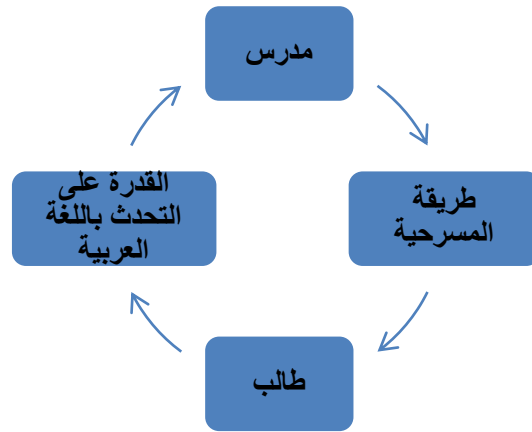 مدرس
طريقة
المسرحية
طالب
القدرة على
التحدث باللغة
العربية